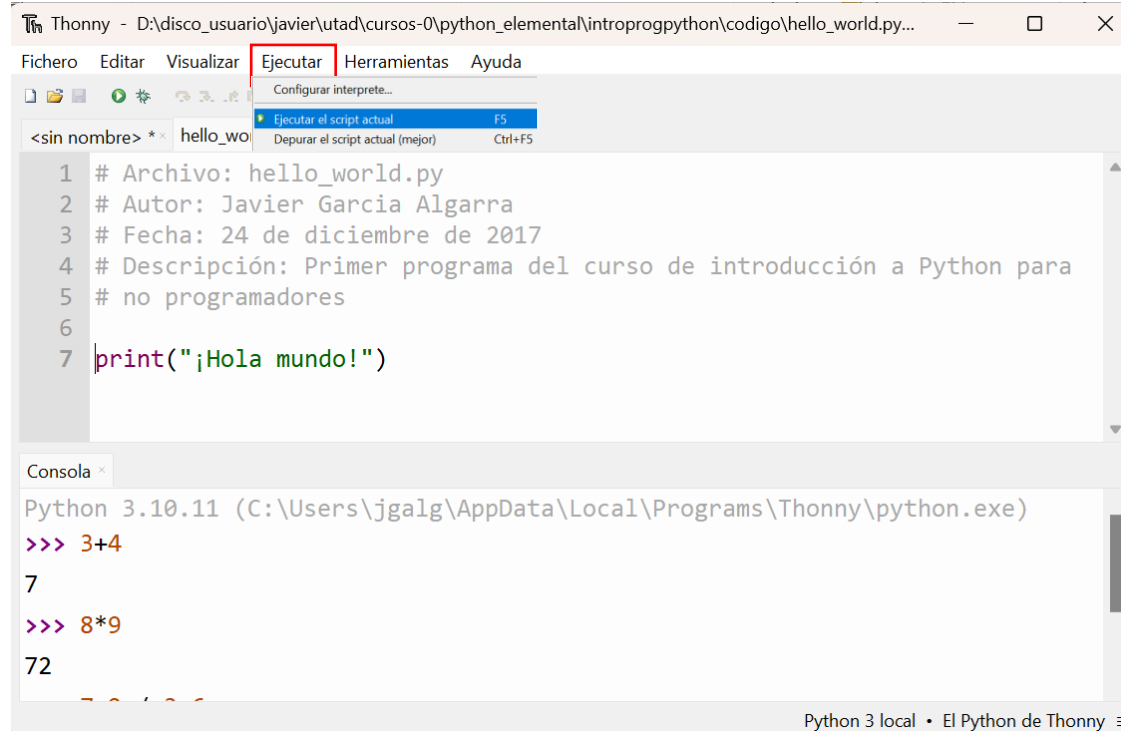 Thonny - D:\disco_usuario\javier\utad\cursos-0\python_elemental\introprogpython\codigo\hello_world.py...
Fichero Editar Visualizar Ejecutar Herramientas Ayuda
Configurar interprete...
Ejecutar el script actual F5
<sin nombre> * hello_wo Depurar el script actual (mejor) Ctrl+F5
1 # Archivo: hello_world.py
2 # Autor: Javier Garcia Algarra
3 # Fecha: 24 de diciembre de 2017
4 # Descripción: Primer programa del curso de introducción a Python para
5 # no programadores
6
7 print("¡Hola mundo!")
Consola
Python 3.10.11 (C:\Users\jgalg\AppData\Local\Programs\Thonny\python.exe)
>>> 3+4
7
>>> 8*9
72
Python 3 local • El Python de Thonny